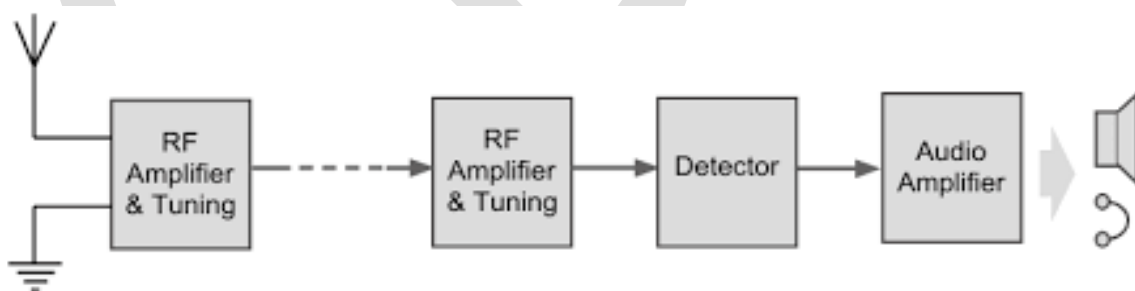 RF
Amplifier
& Tuning
RF
Amplifier
& Tuning
Detector
Audio
Amplifier